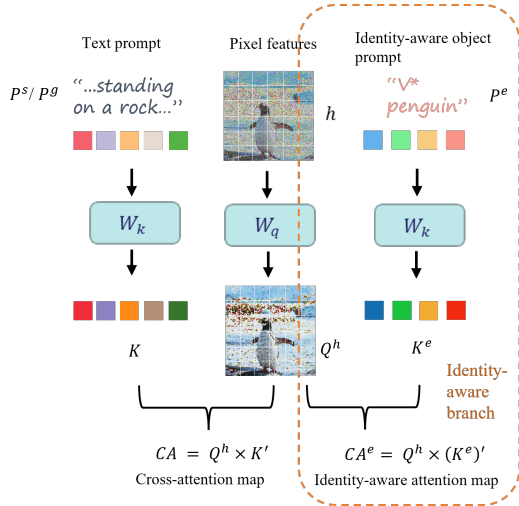 Text prompt
Pixel features
Identity-aware object
prompt
P^s/ P^g
"...standing
on a rock..."
h
"V*
penguin"
P^e
W_k
W_q
W_k
K
Q^h
K^e
Identity-
aware
branch
CA = Q^h × K′
Cross-attention map
CA^e = Q^h × (K^e)′
Identity-aware attention map